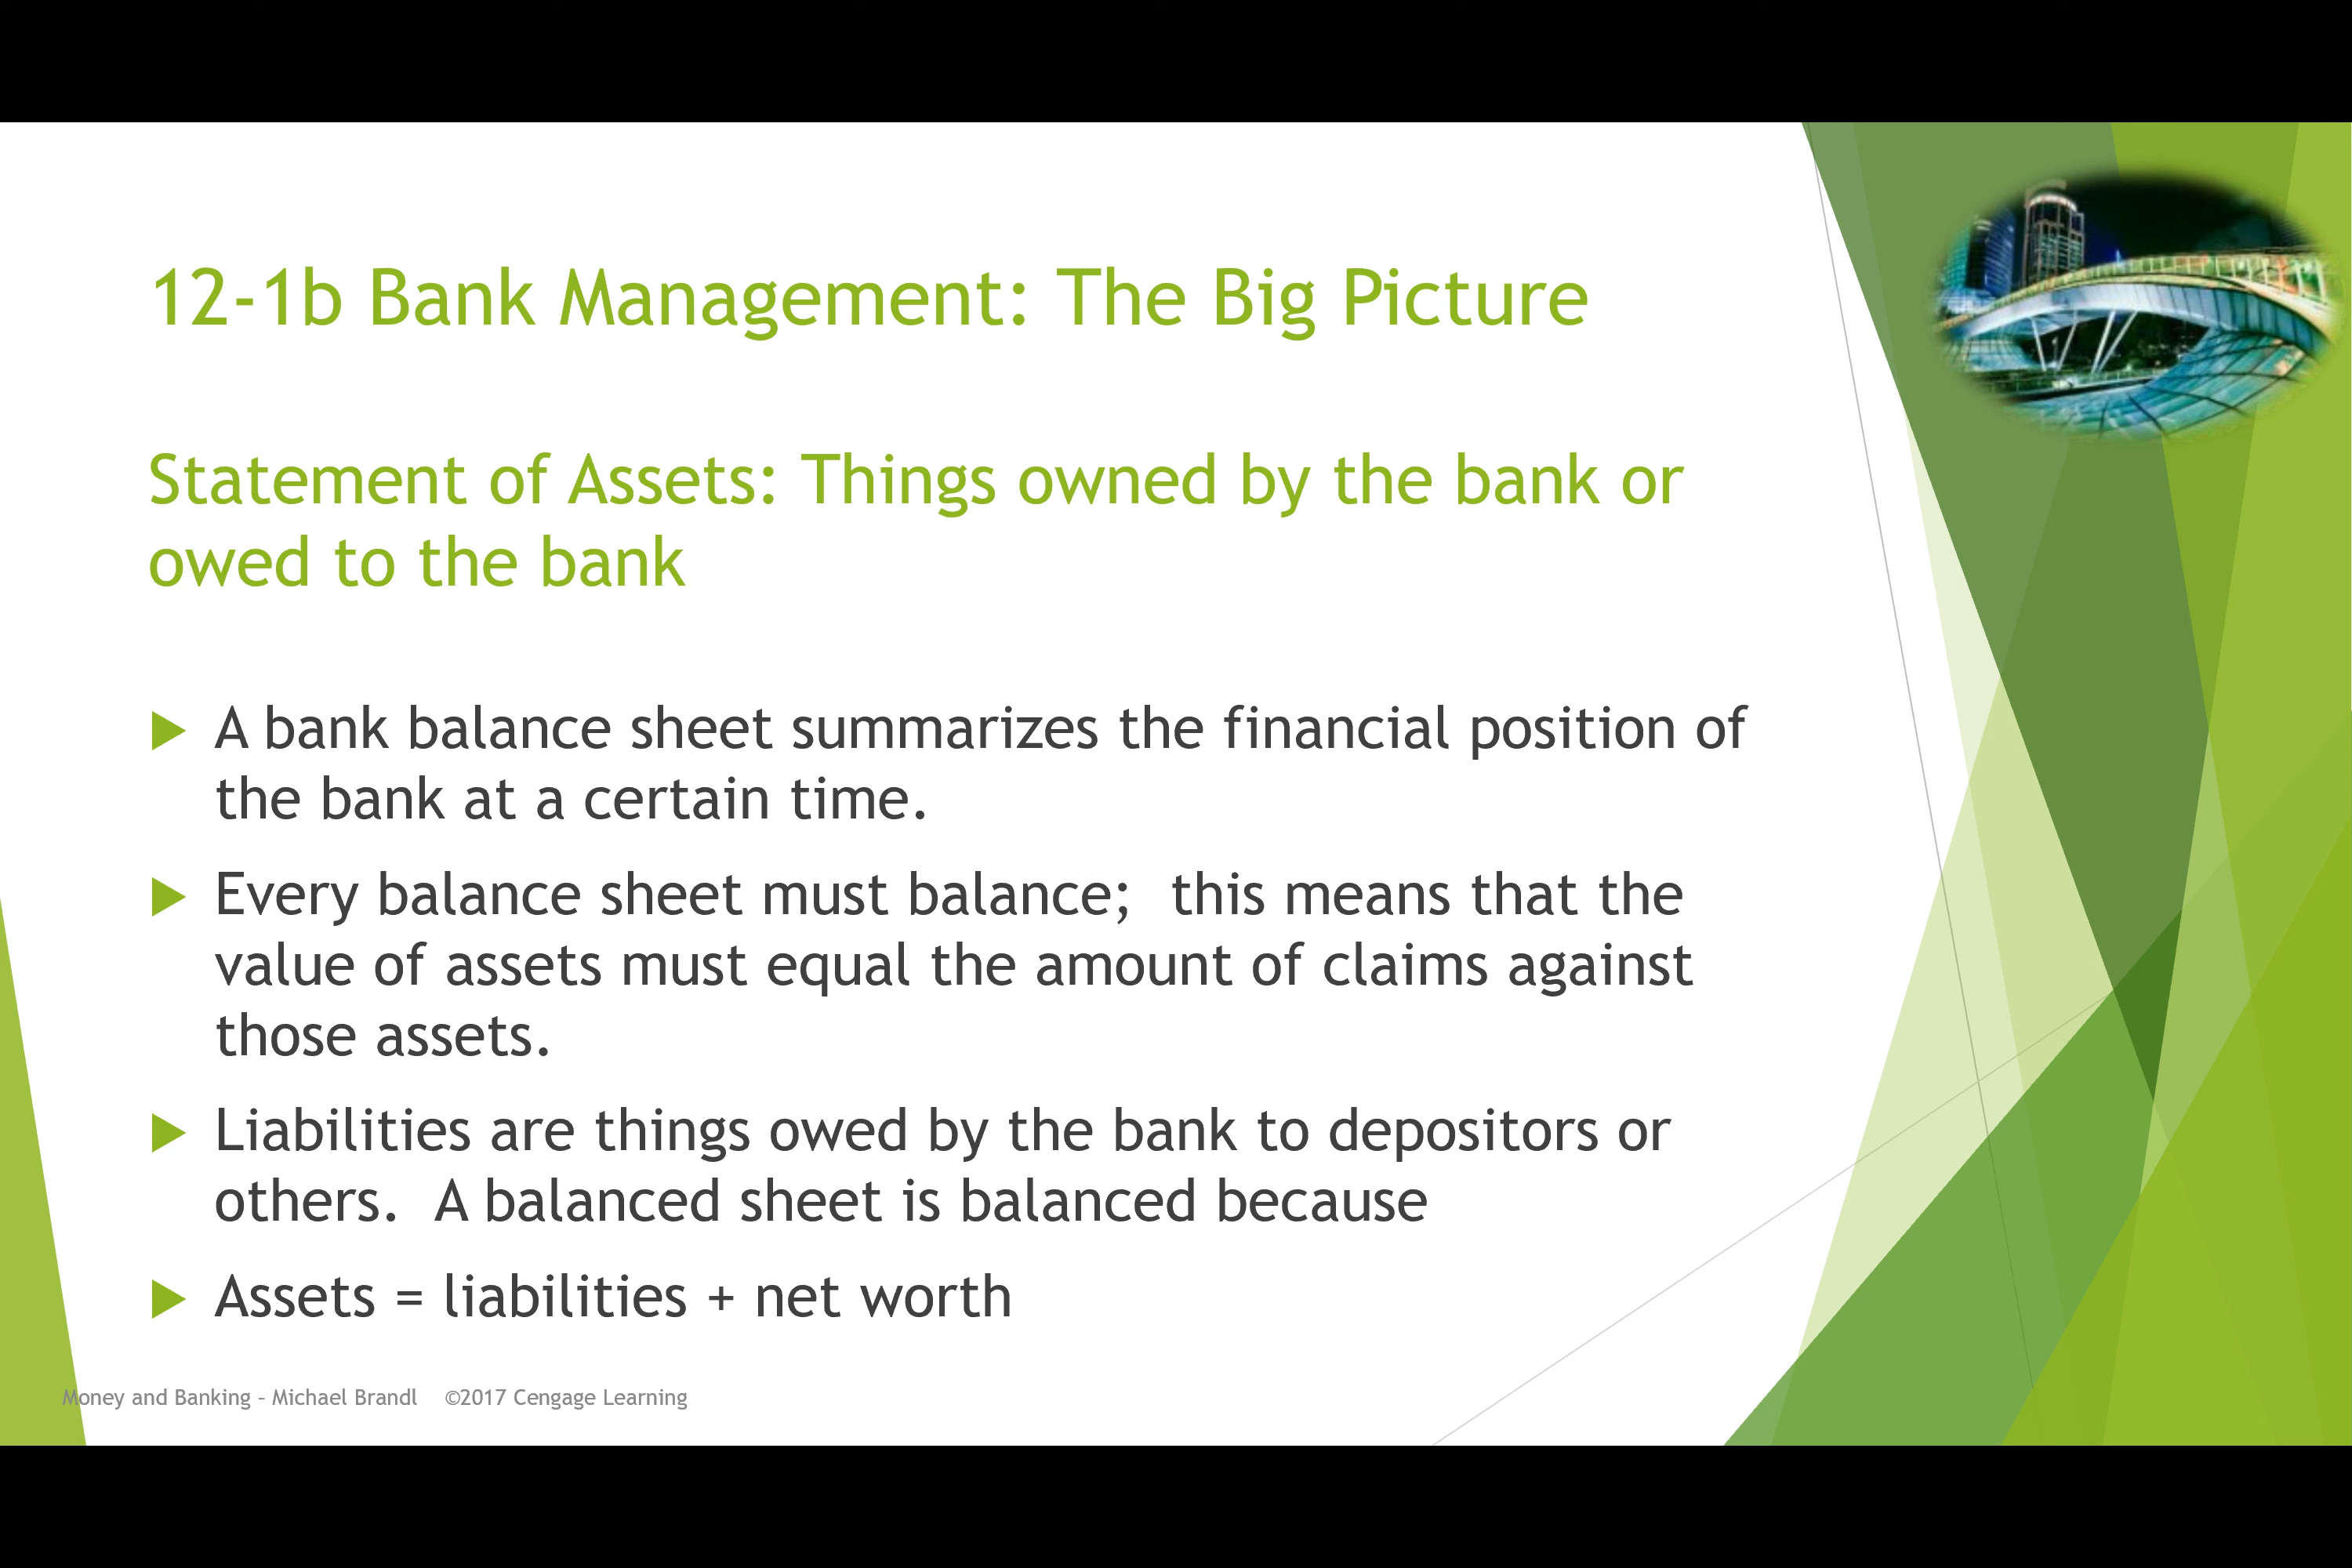 12-1b Bank Management: The Big Picture
Statement of Assets: Things owned by the bank or
owed to the bank
A bank balance sheet summarizes the financial position of
the bank at a certain time.
Every balance sheet must balance;  this means that the
value of assets must equal the amount of claims against
those assets.
Liabilities are things owed by the bank to depositors or
others.  A balanced sheet is balanced because
Assets = liabilities + net worth
Money and Banking – Michael Brandl    ©2017 Cengage Learning